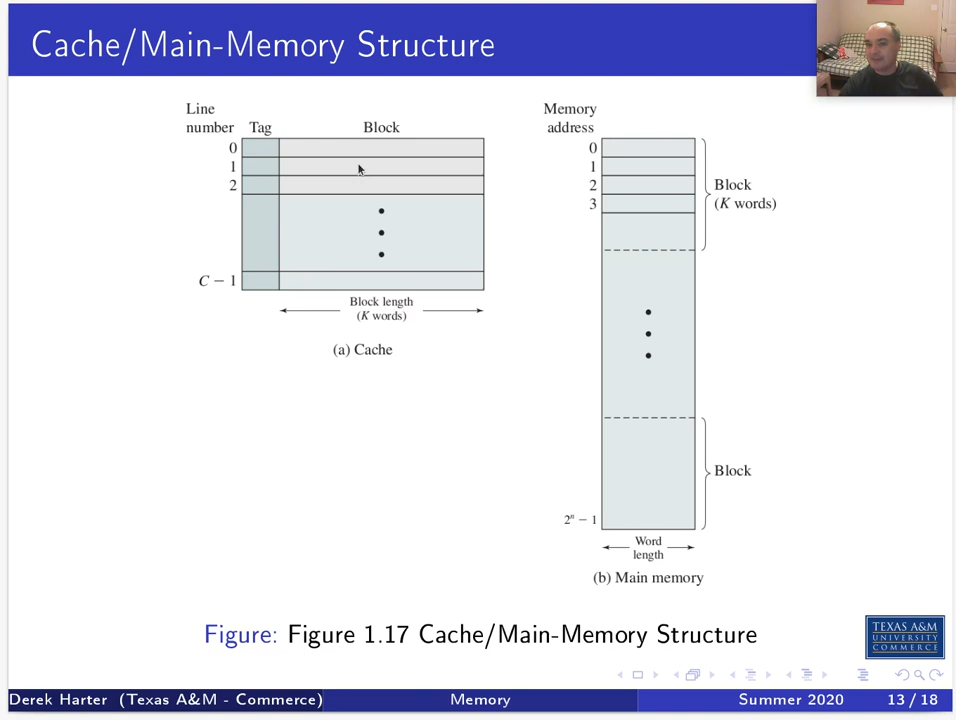 Cache/Main-Memory Structure
Line
number Tag Block
0
1
2
C − 1
Block length
(K words)
(a) Cache
Memory
address
0
1
2
3
Block
(K words)
Block
2ⁿ − 1
Word
length
(b) Main memory
Figure: Figure 1.17 Cache/Main-Memory Structure
TEXAS A&M
UNIVERSITY
COMMERCE
Derek Harter (Texas A&M - Commerce) Memory Summer 2020 13 / 18